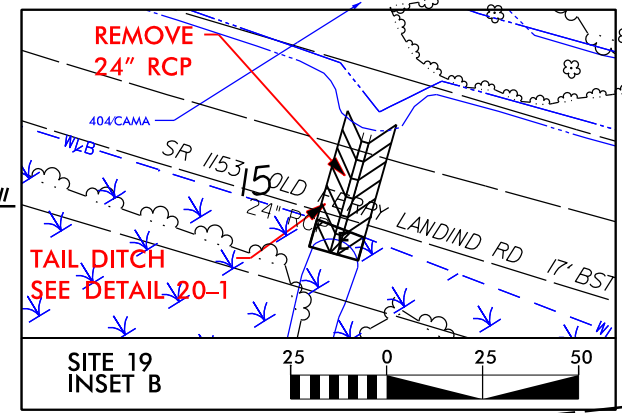 REMOVE
24" RCP
404/CAMA
WLB
SR 1153 OLD FERRY LANDIND RD 17' BST
15
24" RCP
TAIL DITCH
SEE DETAIL 20-1
E
WL
SITE 19
INSET B
25 0 25 50